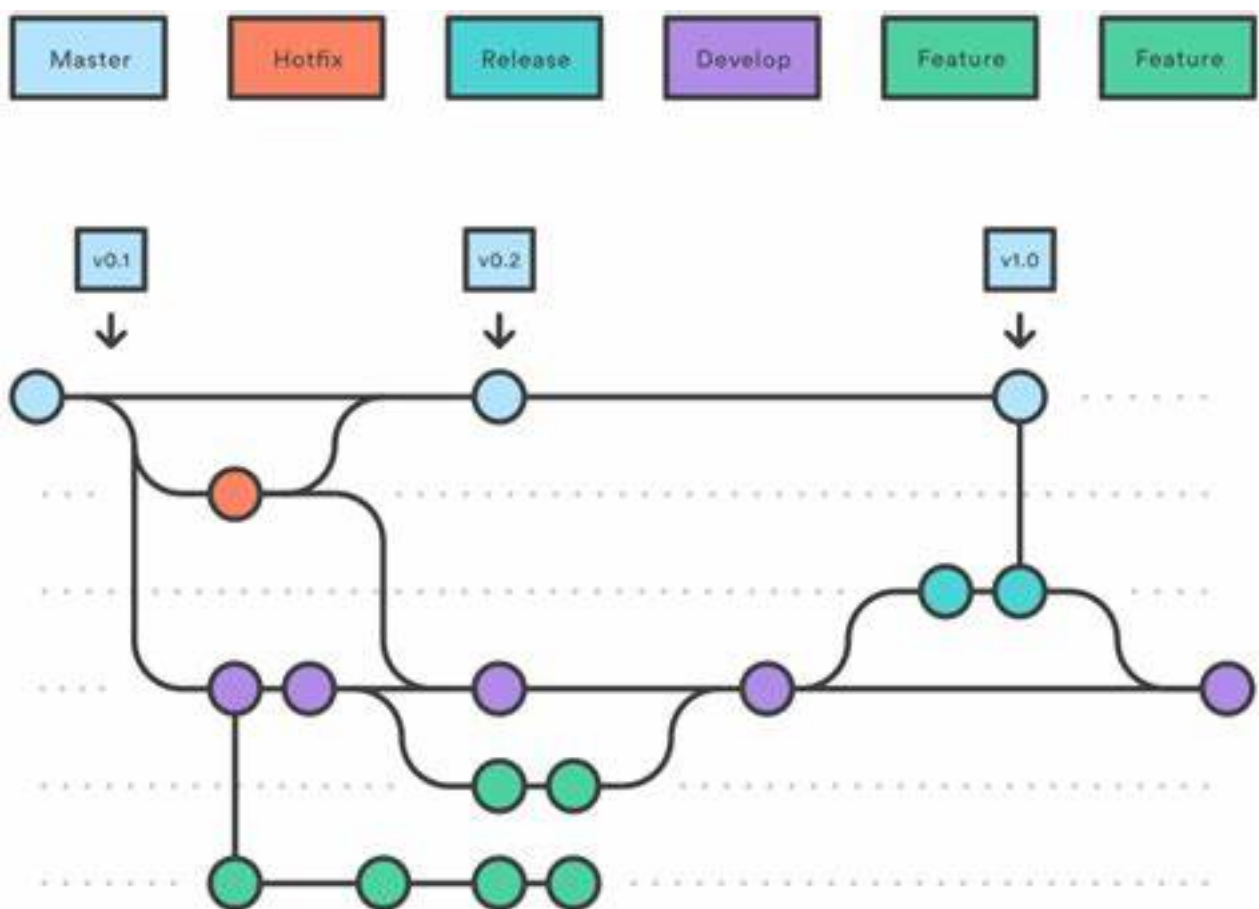 Master
Hotfix
Release
Develop
Feature
Feature
v0.1
v0.2
v1.0